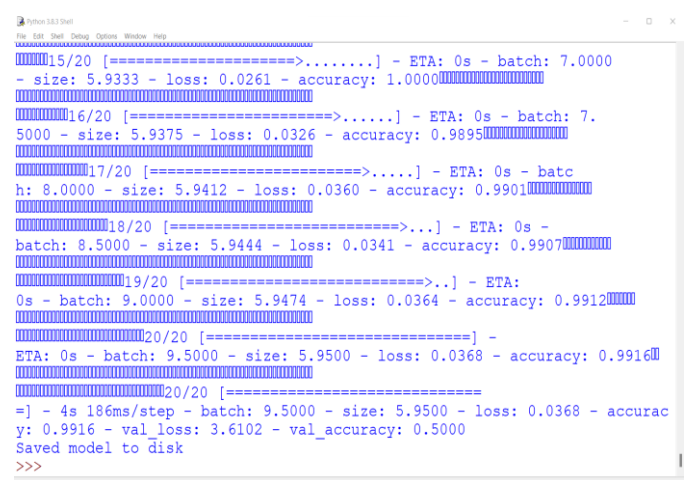 Python 3.8.3 Shell
File Edit Shell Debug Options Window Help
15/20 [=====================>........] - ETA: 0s - batch: 7.0000
- size: 5.9333 - loss: 0.0261 - accuracy: 1.0000
16/20 [=======================>......] - ETA: 0s - batch: 7.
5000 - size: 5.9375 - loss: 0.0326 - accuracy: 0.9895
17/20 [========================>.....] - ETA: 0s - batc
h: 8.0000 - size: 5.9412 - loss: 0.0360 - accuracy: 0.9901
18/20 [==========================>...] - ETA: 0s -
batch: 8.5000 - size: 5.9444 - loss: 0.0341 - accuracy: 0.9907
19/20 [===========================>..] - ETA:
0s - batch: 9.0000 - size: 5.9474 - loss: 0.0364 - accuracy: 0.9912
20/20 [==============================] -
ETA: 0s - batch: 9.5000 - size: 5.9500 - loss: 0.0368 - accuracy: 0.9916
20/20 [=============================
=] - 4s 186ms/step - batch: 9.5000 - size: 5.9500 - loss: 0.0368 - accurac
y: 0.9916 - val_loss: 3.6102 - val_accuracy: 0.5000
Saved model to disk
>>>